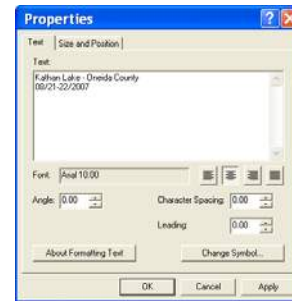 Properties
Text
Size and Position
Text:
Kathan Lake - Oneida County
08/21-22/2007
Font:
Arial 10.00
Angle:
0.00
Character Spacing:
0.00
Leading:
0.00
About Formatting Text
Change Symbol...
OK
Cancel
Apply